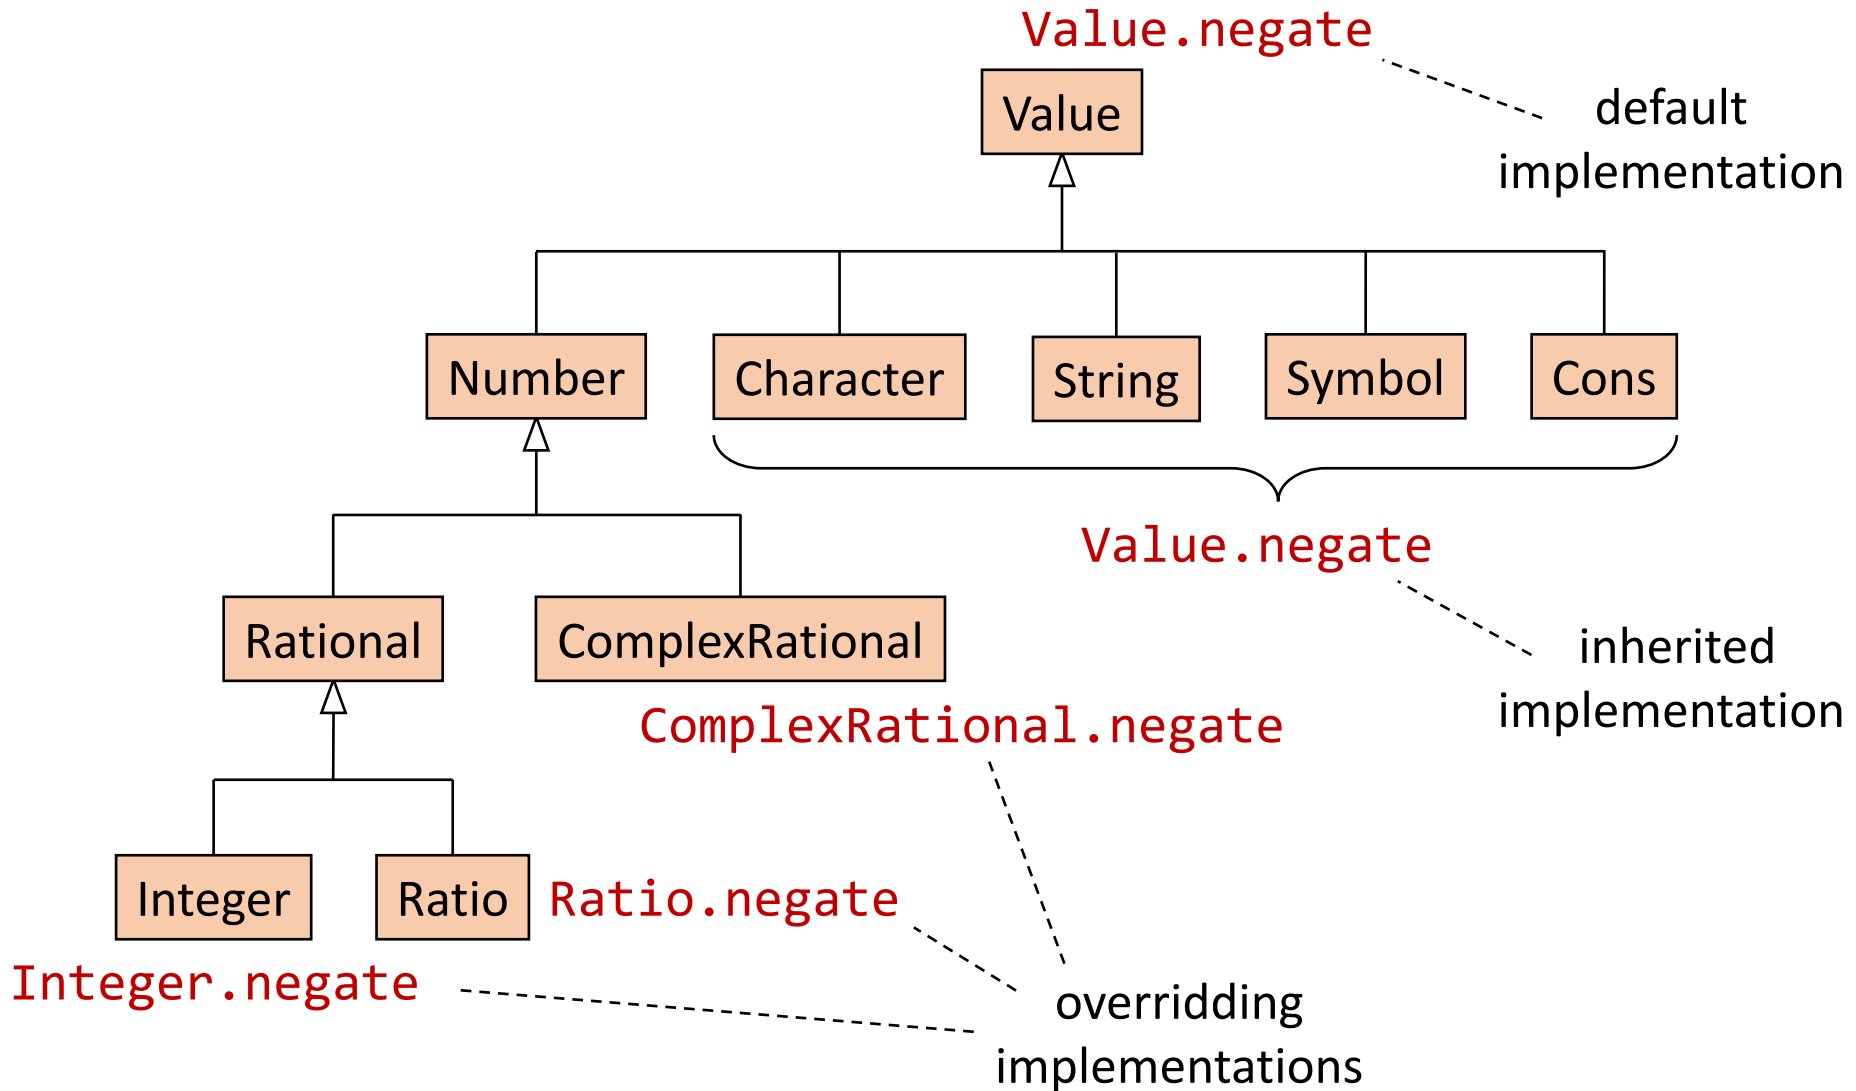 Value.negate
Value
default
implementation
Number
Character
String
Symbol
Cons
Value.negate
Rational
ComplexRational
inherited
implementation
ComplexRational.negate
Integer
Ratio
Ratio.negate
Integer.negate
overridding
implementations